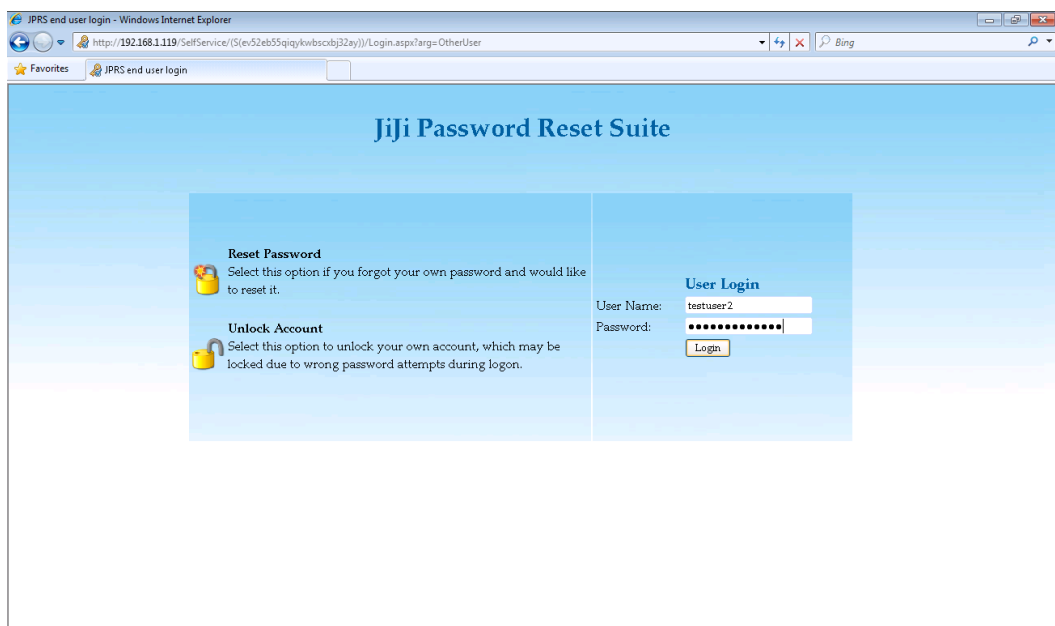 JPRS end user login - Windows Internet Explorer
http://192.168.1.119/SelfService/(S(ev52eb55qiqykwbscxbj32ay))/Login.aspx?arg=OtherUser
Bing
Favorites
JPRS end user login
JiJi Password Reset Suite
Reset Password
Select this option if you forgot your own password and would like
to reset it.
Unlock Account
Select this option to unlock your own account, which may be
locked due to wrong password attempts during logon.
User Login
User Name:
testuser2
Password:
●●●●●●●●●●●●●
Login